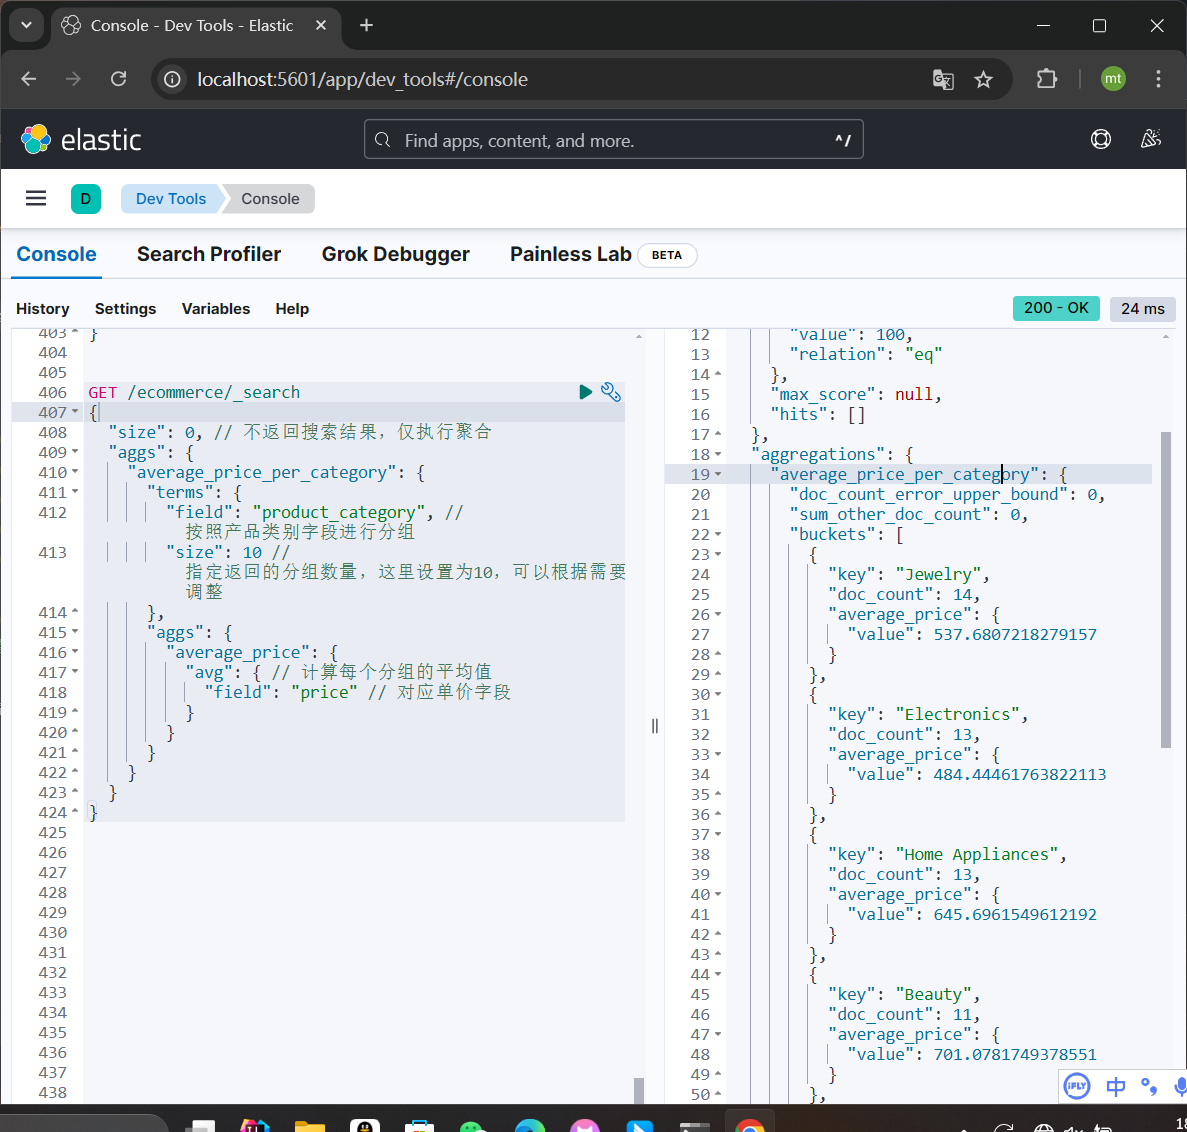 Console - Dev Tools - Elastic
localhost:5601/app/dev_tools#/console
mt
elastic
Find apps, content, and more.
^/
D
Dev Tools
Console
Console
Search Profiler
Grok Debugger
Painless Lab
BETA
History
Settings
Variables
Help
200 - OK
24 ms
403 }
404
405
406 GET /ecommerce/_search
407 {
408 "size": 0, // 不返回搜索结果，仅执行聚合
409 "aggs": {
410 "average_price_per_category": {
411 "terms": {
412 "field": "product_category", //
按照产品类别字段进行分组
413 "size": 10 //
指定返回的分组数量，这里设置为10，可以根据需要
调整
414 },
415 "aggs": {
416 "average_price": {
417 "avg": { // 计算每个分组的平均值
418 "field": "price" // 对应单价字段
419 }
420 }
421 }
422 }
423 }
424 }
425
426
427
428
429
430
431
432
433
434
435
436
437
438
12 "value": 100,
13 "relation": "eq"
14 },
15 "max_score": null,
16 "hits": []
17 },
18 "aggregations": {
19 "average_price_per_category": {
20 "doc_count_error_upper_bound": 0,
21 "sum_other_doc_count": 0,
22 "buckets": [
23 {
24 "key": "Jewelry",
25 "doc_count": 14,
26 "average_price": {
27 "value": 537.6807218279157
28 }
29 },
30 {
31 "key": "Electronics",
32 "doc_count": 13,
33 "average_price": {
34 "value": 484.44461763822113
35 }
36 },
37 {
38 "key": "Home Appliances",
39 "doc_count": 13,
40 "average_price": {
41 "value": 645.6961549612192
42 }
43 },
44 {
45 "key": "Beauty",
46 "doc_count": 11,
47 "average_price": {
48 "value": 701.0781749378551
49 }
50 },
iFLY
中